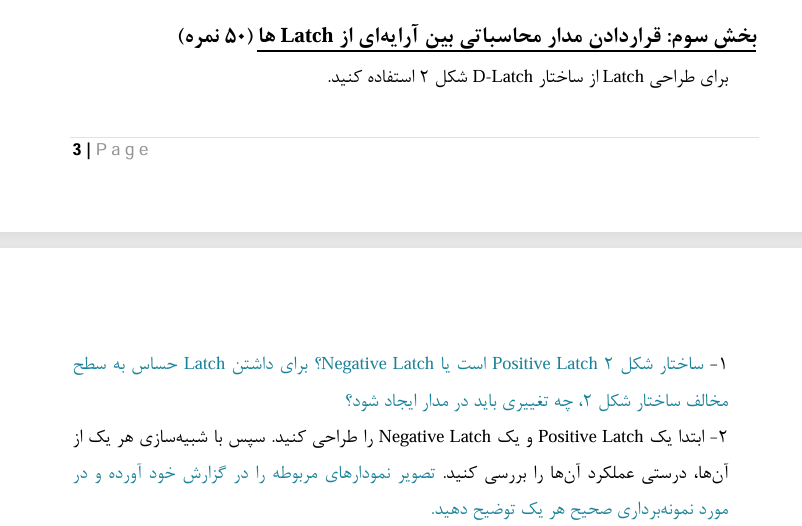 بخش سوم: قراردادن مدار محاسباتی بین آرایه‌ای از Latch ها (۵۰ نمره)
برای طراحی Latch از ساختار D-Latch شکل ۲ استفاده کنید.
3 | Page
۱- ساختار شکل ۲ Positive Latch است یا Negative Latch؟ برای داشتن Latch حساس به سطح
مخالف ساختار شکل ۲، چه تغییری باید در مدار ایجاد شود؟
۲- ابتدا یک Positive Latch و یک Negative Latch را طراحی کنید. سپس با شبیه‌سازی هر یک از
آن‌ها، درستی عملکرد آن‌ها را بررسی کنید. تصویر نمودارهای مربوطه را در گزارش خود آورده و در
مورد نمونه‌برداری صحیح هر یک توضیح دهید.